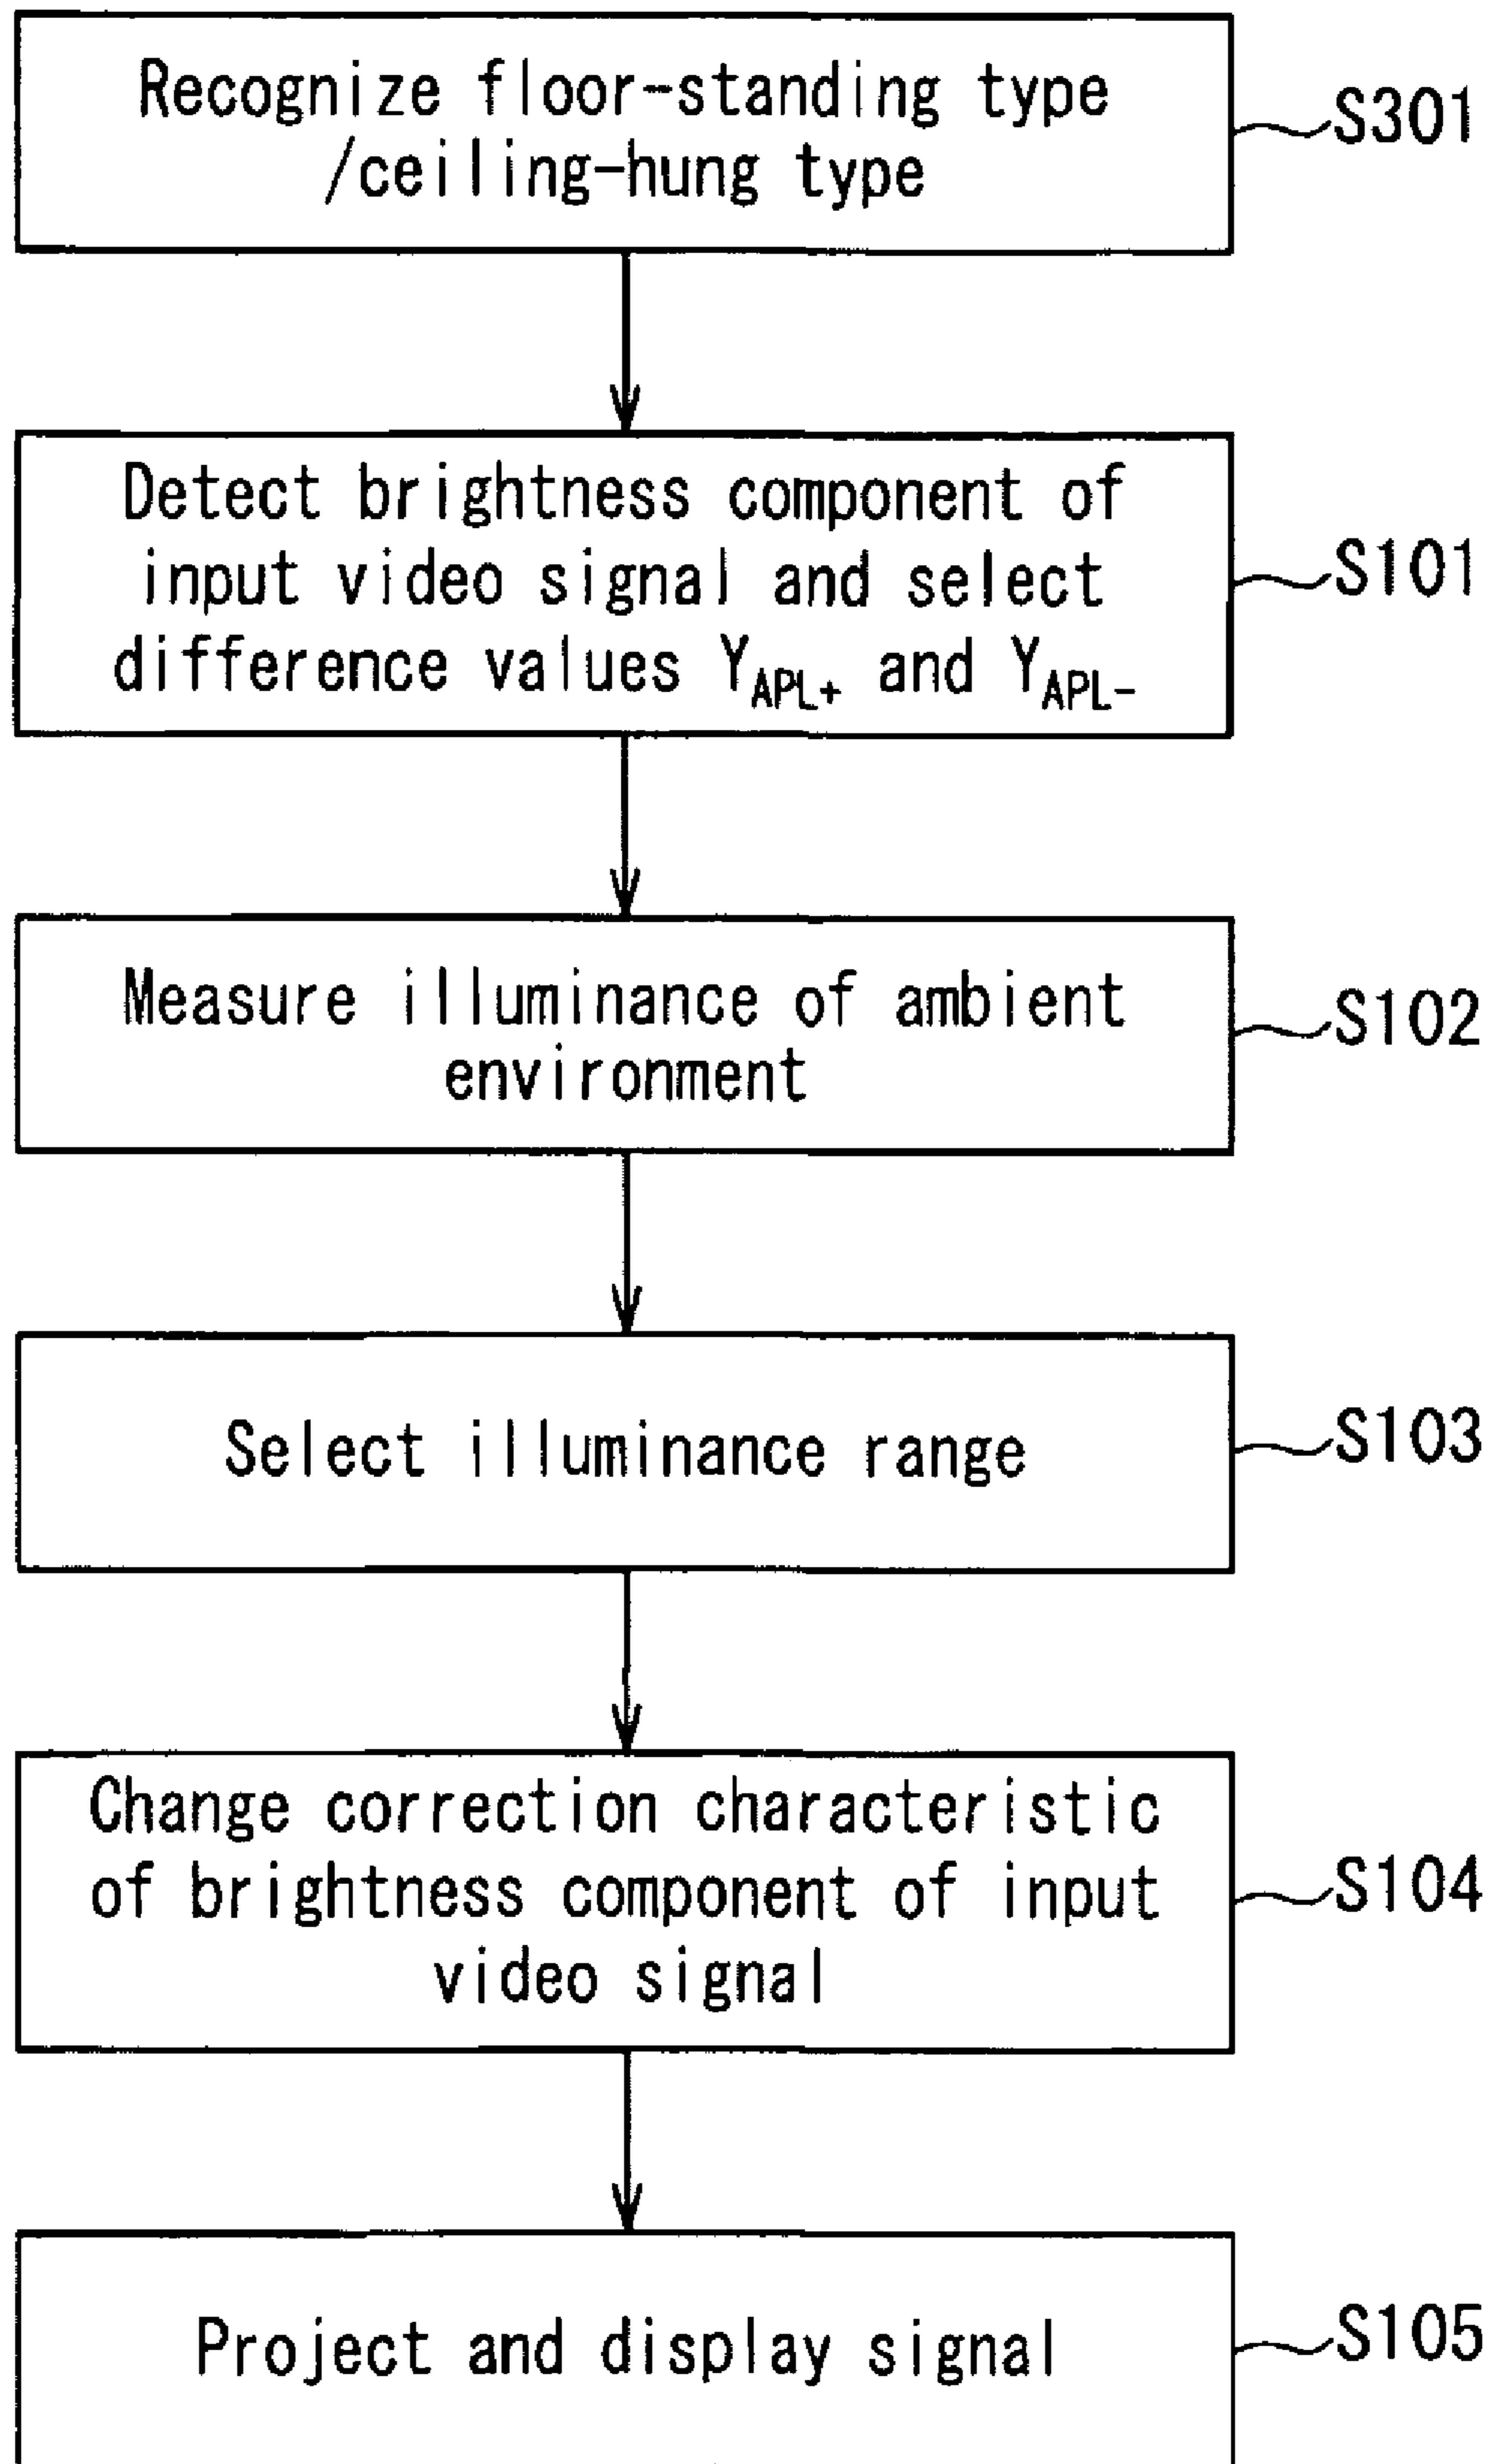 Recognize floor-standing type
/ceiling-hung type
S301
Detect brightness component of
input video signal and select
difference values YAPL+ and YAPL-
S101
Measure illuminance of ambient
environment
S102
Select illuminance range
S103
Change correction characteristic
of brightness component of input
video signal
S104
Project and display signal
S105